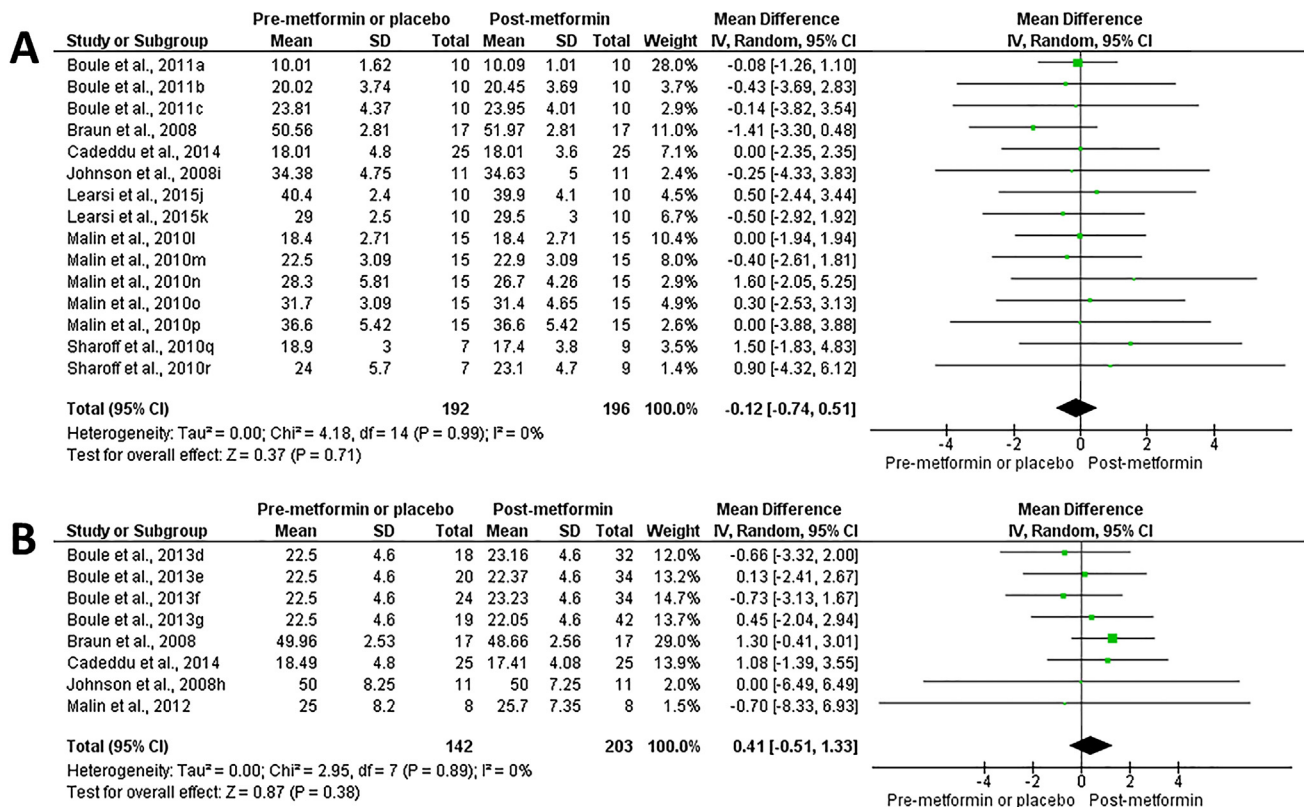 A
Pre-metformin or placebo Post-metformin Mean Difference Mean Difference
Study or Subgroup Mean SD Total Mean SD Total Weight IV, Random, 95% CI IV, Random, 95% CI
Boule et al., 2011a 10.01 1.62 10 10.09 1.01 10 28.0% -0.08 [-1.26, 1.10]
Boule et al., 2011b 20.02 3.74 10 20.45 3.69 10 3.7% -0.43 [-3.69, 2.83]
Boule et al., 2011c 23.81 4.37 10 23.95 4.01 10 2.9% -0.14 [-3.82, 3.54]
Braun et al., 2008 50.56 2.81 17 51.97 2.81 17 11.0% -1.41 [-3.30, 0.48]
Cadeddu et al., 2014 18.01 4.8 25 18.01 3.6 25 7.1% 0.00 [-2.35, 2.35]
Johnson et al., 2008i 34.38 4.75 11 34.63 5 11 2.4% -0.25 [-4.33, 3.83]
Learsi et al., 2015j 40.4 2.4 10 39.9 4.1 10 4.5% 0.50 [-2.44, 3.44]
Learsi et al., 2015k 29 2.5 10 29.5 3 10 6.7% -0.50 [-2.92, 1.92]
Malin et al., 2010l 18.4 2.71 15 18.4 2.71 15 10.4% 0.00 [-1.94, 1.94]
Malin et al., 2010m 22.5 3.09 15 22.9 3.09 15 8.0% -0.40 [-2.61, 1.81]
Malin et al., 2010n 28.3 5.81 15 26.7 4.26 15 2.9% 1.60 [-2.05, 5.25]
Malin et al., 2010o 31.7 3.09 15 31.4 4.65 15 4.9% 0.30 [-2.53, 3.13]
Malin et al., 2010p 36.6 5.42 15 36.6 5.42 15 2.6% 0.00 [-3.88, 3.88]
Sharoff et al., 2010q 18.9 3 7 17.4 3.8 9 3.5% 1.50 [-1.83, 4.83]
Sharoff et al., 2010r 24 5.7 7 23.1 4.7 9 1.4% 0.90 [-4.32, 6.12]
Total (95% CI) 192 196 100.0% -0.12 [-0.74, 0.51]
Heterogeneity: Tau² = 0.00; Chi² = 4.18, df = 14 (P = 0.99); I² = 0%
Test for overall effect: Z = 0.37 (P = 0.71)
-4 -2 0 2 4
Pre-metformin or placebo Post-metformin
B
Pre-metformin or placebo Post-metformin Mean Difference Mean Difference
Study or Subgroup Mean SD Total Mean SD Total Weight IV, Random, 95% CI IV, Random, 95% CI
Boule et al., 2013d 22.5 4.6 18 23.16 4.6 32 12.0% -0.66 [-3.32, 2.00]
Boule et al., 2013e 22.5 4.6 20 22.37 4.6 34 13.2% 0.13 [-2.41, 2.67]
Boule et al., 2013f 22.5 4.6 24 23.23 4.6 34 14.7% -0.73 [-3.13, 1.67]
Boule et al., 2013g 22.5 4.6 19 22.05 4.6 42 13.7% 0.45 [-2.04, 2.94]
Braun et al., 2008 49.96 2.53 17 48.66 2.56 17 29.0% 1.30 [-0.41, 3.01]
Cadeddu et al., 2014 18.49 4.8 25 17.41 4.08 25 13.9% 1.08 [-1.39, 3.55]
Johnson et al., 2008h 50 8.25 11 50 7.25 11 2.0% 0.00 [-6.49, 6.49]
Malin et al., 2012 25 8.2 8 25.7 7.35 8 1.5% -0.70 [-8.33, 6.93]
Total (95% CI) 142 203 100.0% 0.41 [-0.51, 1.33]
Heterogeneity: Tau² = 0.00; Chi² = 2.95, df = 7 (P = 0.89); I² = 0%
Test for overall effect: Z = 0.87 (P = 0.38)
-4 -2 0 2 4
Pre-metformin or placebo Post-metformin